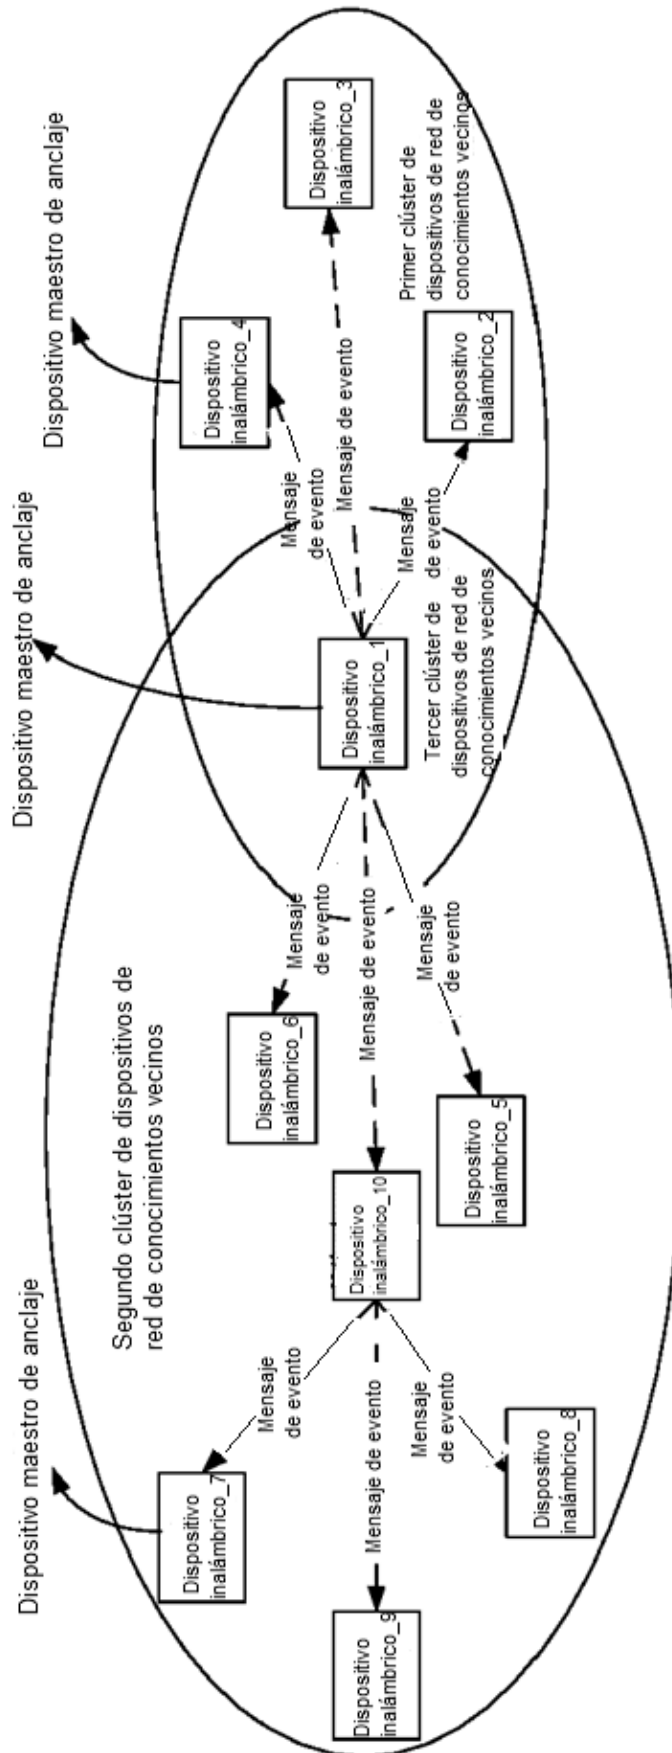 Dispositivo maestro de anclaje
Dispositivo maestro de anclaje
Dispositivo maestro de anclaje
Segundo clúster de dispositivos de
red de conocimientos vecinos
Dispositivo
inalámbrico_7
Dispositivo
inalámbrico_9
Dispositivo
inalámbrico_8
Mensaje
de evento
Mensaje de evento
Mensaje
de evento
Dispositivo
inalámbrico_10
Dispositivo
inalámbrico_6
Dispositivo
inalámbrico_5
Mensaje
de evento
Mensaje de evento
Mensaje
de evento
Dispositivo
inalámbrico_1
Tercer clúster de
dispositivos de red de
conocimientos vecinos
Mensaje
de evento
Mensaje de evento
Mensaje
de evento
Dispositivo
inalámbrico_4
Dispositivo
inalámbrico_3
Dispositivo
inalámbrico_2
Primer clúster de
dispositivos de red de
conocimientos vecinos